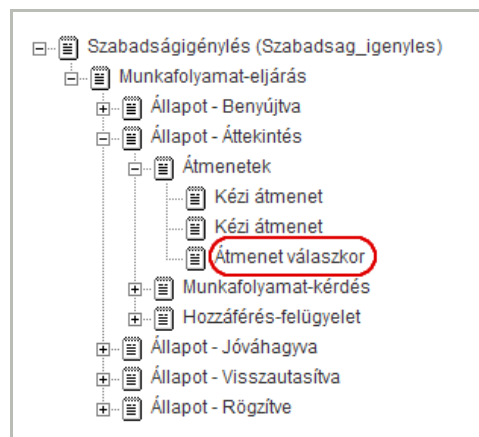 Szabadságigénylés (Szabadsag_igenyles)
Munkafolyamat-eljárás
Állapot - Benyújtva
Állapot - Áttekintés
Átmenetek
Kézi átmenet
Kézi átmenet
Átmenet válaszkor
Munkafolyamat-kérdés
Hozzáférés-felügyelet
Állapot - Jóváhagyva
Állapot - Visszautasítva
Állapot - Rögzítve